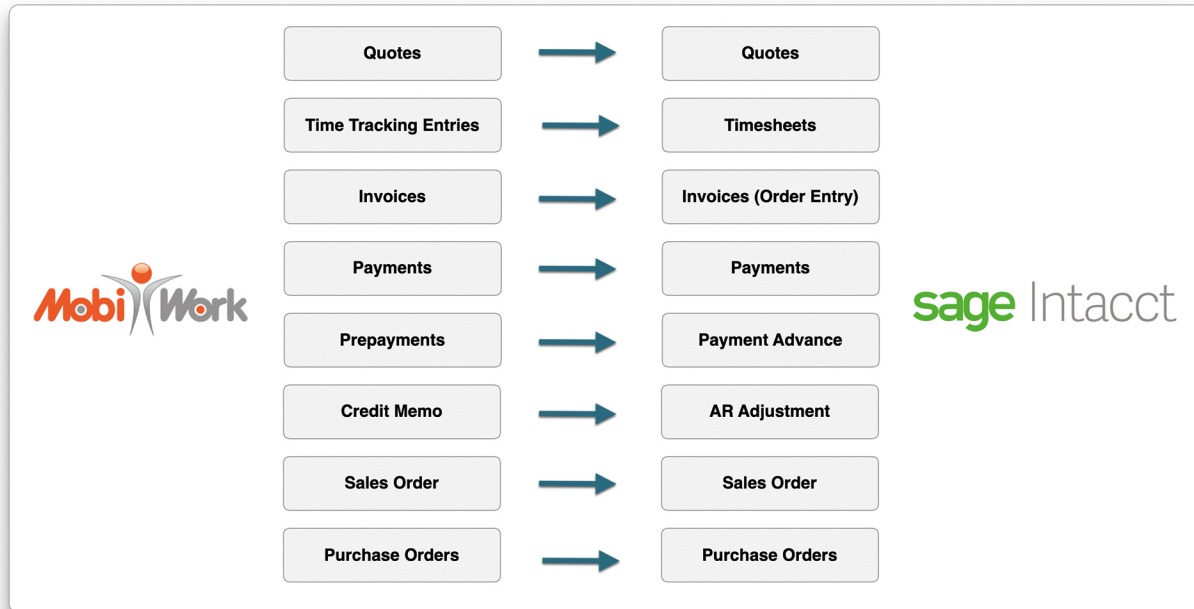 Quotes
Quotes
Time Tracking Entries
Timesheets
Invoices
Invoices (Order Entry)
Payments
Payments
MobiWork
sage Intacct
Prepayments
Payment Advance
Credit Memo
AR Adjustment
Sales Order
Sales Order
Purchase Orders
Purchase Orders